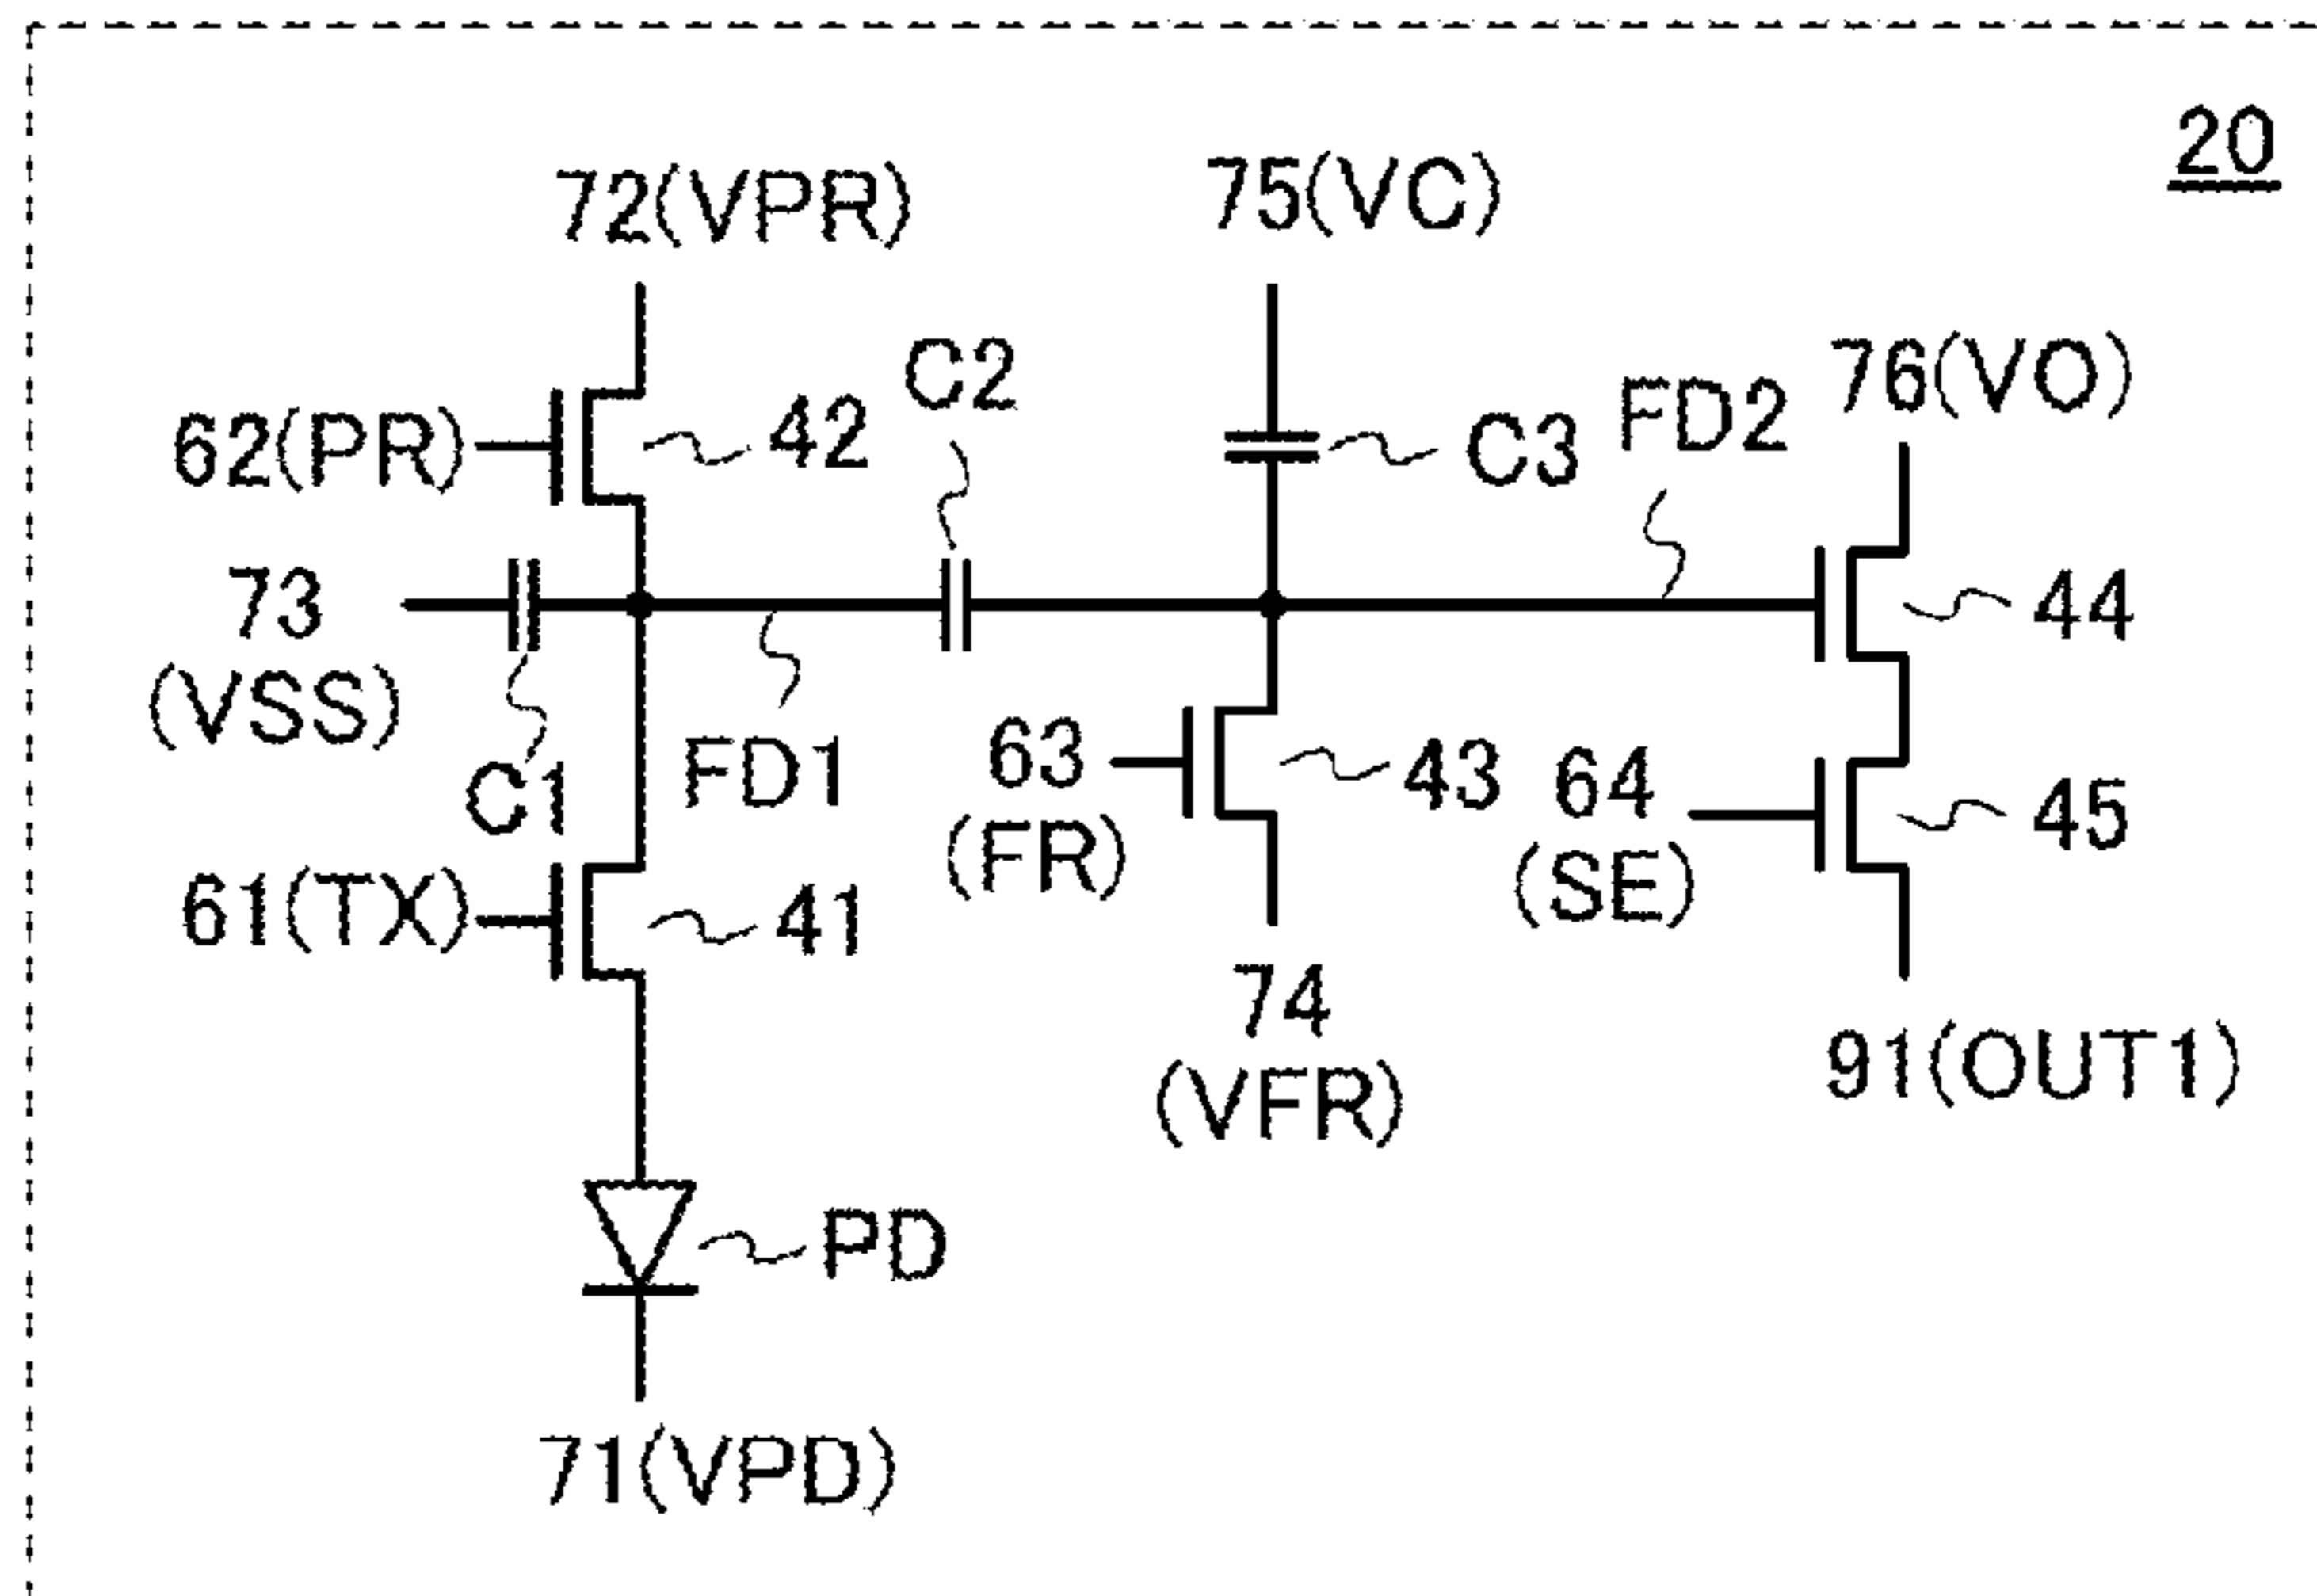 20
72(VPR)
75(VC)
C2
76(VO)
FD2
62(PR)
42
C3
73
(VSS)
44
C1
FD1
63
(FR)
43
64
(SE)
45
61(TX)
41
74
(VFR)
91(OUT1)
PD
71(VPD)